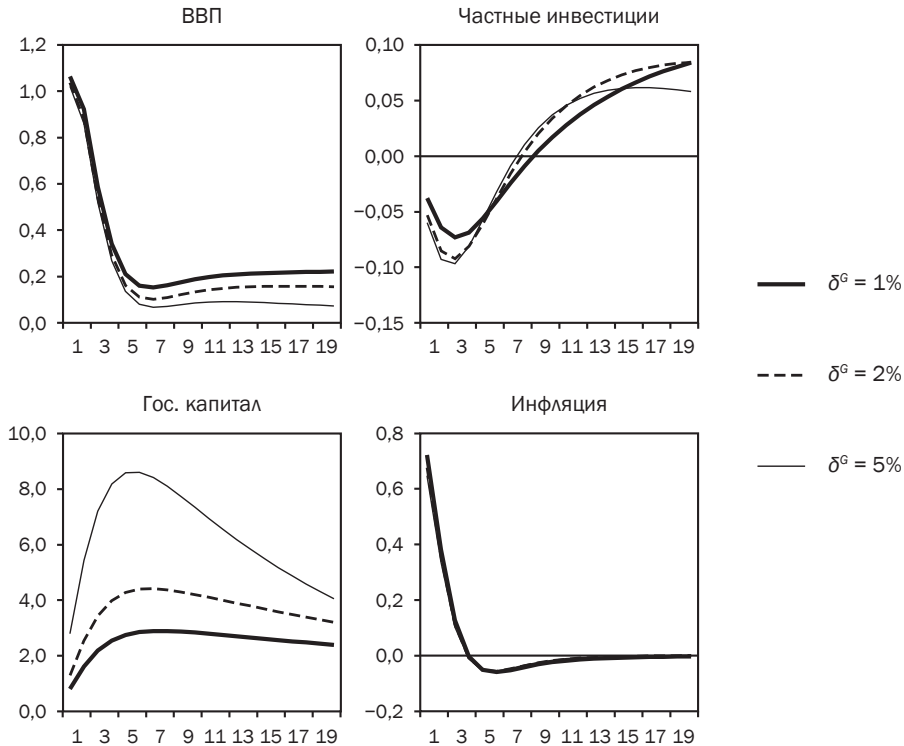 ВВП
1,2
1,0
0,8
0,6
0,4
0,2
0,0
1 3 5 7 9 11 13 15 17 19
Частные инвестиции
0,10
0,05
0,00
−0,05
−0,10
−0,15
1 3 5 7 9 11 13 15 17 19
Гос. капитал
10,0
8,0
6,0
4,0
2,0
0,0
1 3 5 7 9 11 13 15 17 19
Инфляция
0,8
0,6
0,4
0,2
0,0
−0,2
1 3 5 7 9 11 13 15 17 19
δᴳ = 1%
δᴳ = 2%
δᴳ = 5%